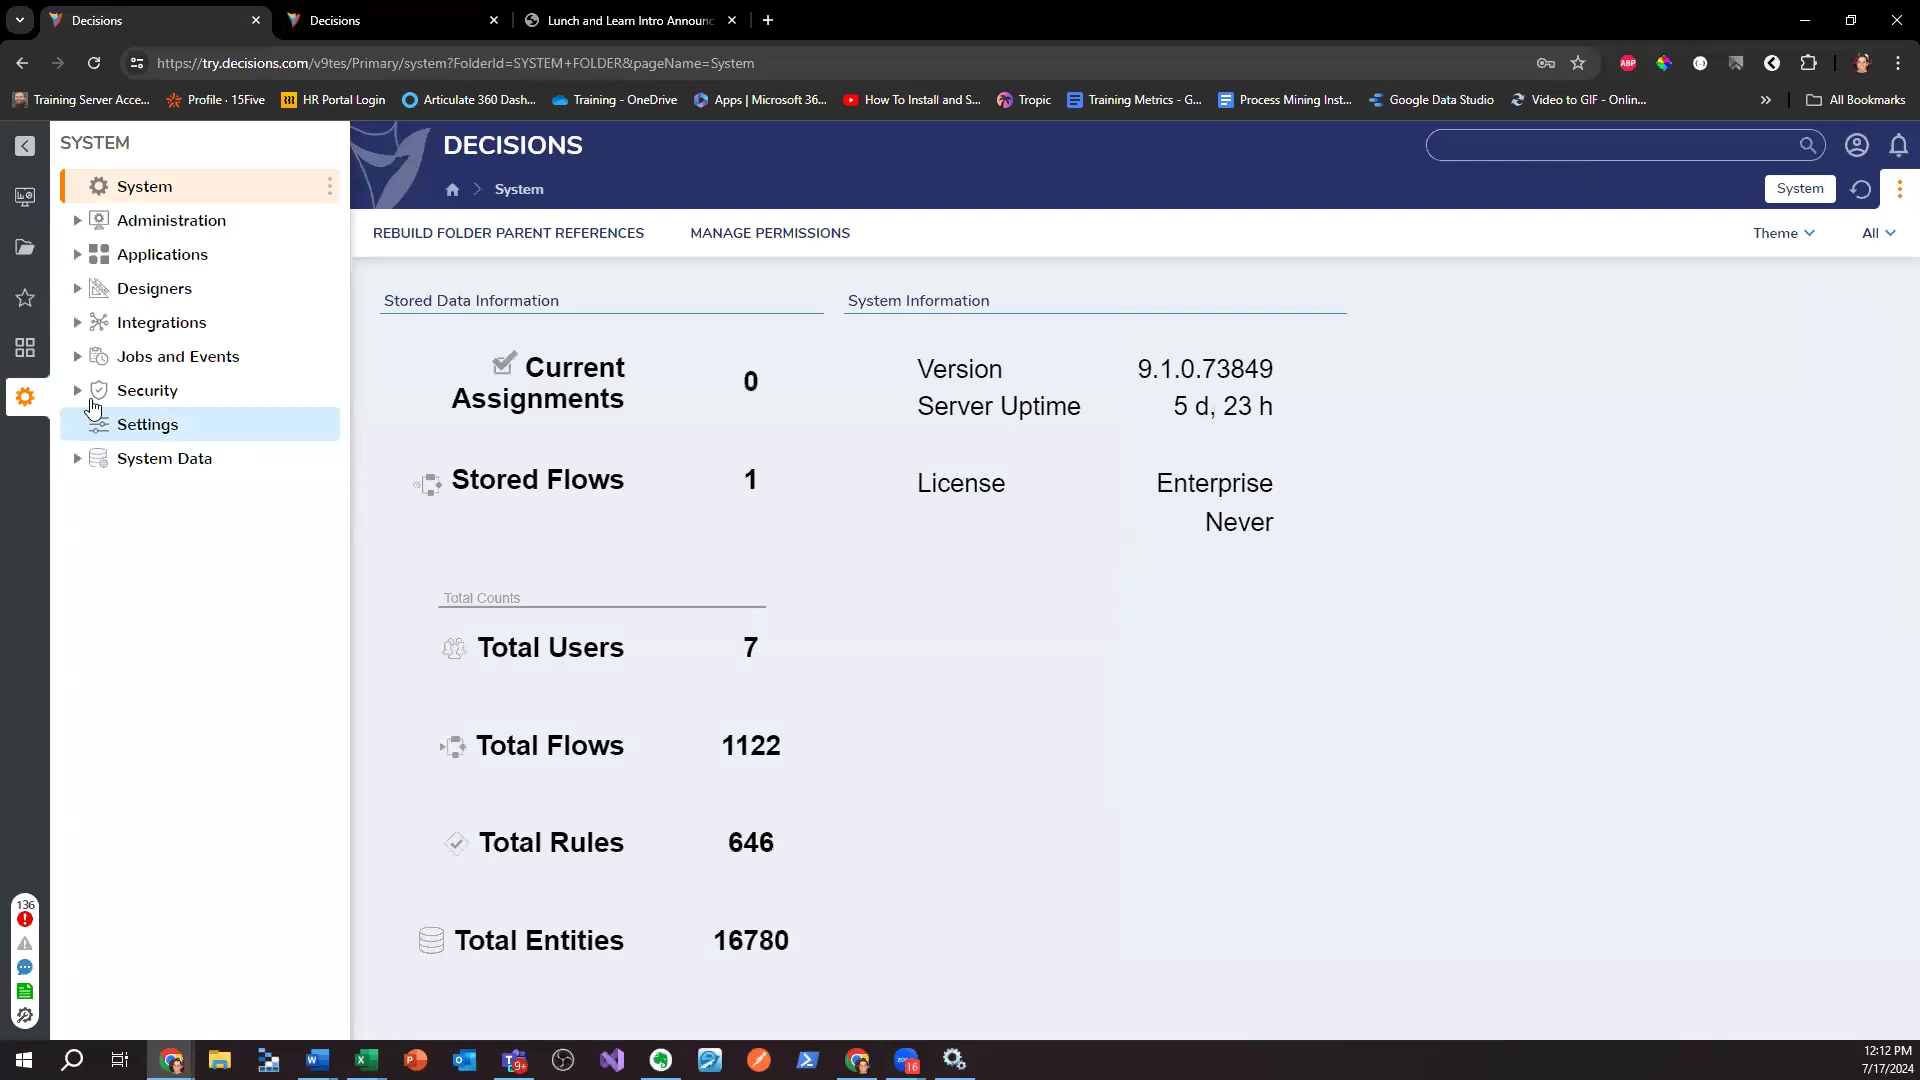 Decisions
Decisions
Lunch and Learn Intro Announc
https://try.decisions.com/v9tes/Primary/system?FolderId=SYSTEM+FOLDER&pageName=System
ABP
Training Server Acce...
Profile · 15Five
HR Portal Login
Articulate 360 Dash...
Training - OneDrive
Apps | Microsoft 36...
How To Install and S...
Tropic
Training Metrics - G...
Process Mining Inst...
Google Data Studio
Video to GIF - Onlin...
All Bookmarks
SYSTEM
System
Administration
Applications
Designers
Integrations
Jobs and Events
Security
Settings
System Data
136
DECISIONS
System
System
REBUILD FOLDER PARENT REFERENCES
MANAGE PERMISSIONS
Theme
All
Stored Data Information
Current Assignments 0
Stored Flows 1
Total Counts
Total Users 7
Total Flows 1122
Total Rules 646
Total Entities 16780
System Information
Version 9.1.0.73849
Server Uptime 5 d, 23 h
License Enterprise
Never
9+
16
12:12 PM
7/17/2024